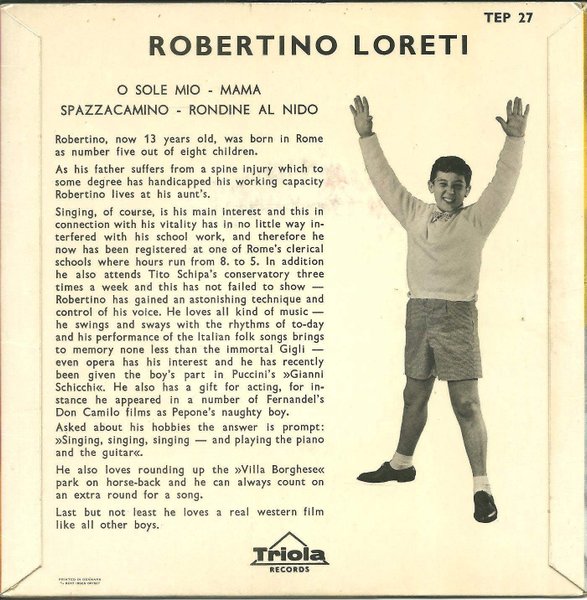 TEP 27
ROBERTINO LORETI
O SOLE MIO - MAMA
SPAZZACAMINO - RONDINE AL NIDO
Robertino, now 13 years old, was born in Rome
as number five out of eight children.
As his father suffers from a spine injury which to
some degree has handicapped his working capacity
Robertino lives at his aunt's.
Singing, of course, is his main interest and this in
connection with his vitality has in no little way in-
terfered with his school work, and therefore he
now has been registered at one of Rome's clerical
schools where hours run from 8. to 5. In addition
he also attends Tito Schipa's conservatory three
times a week and this has not failed to show —
Robertino has gained an astonishing technique and
control of his voice. He loves all kind of music —
he swings and sways with the rhythms of to-day
and his performance of the Italian folk songs brings
to memory none less than the immortal Gigli —
even opera has his interest and he has recently
been given the boy's part in Puccini's »Gianni
Schicchi«. He also has a gift for acting, for in-
stance he appeared in a number of Fernandel's
Don Camilo films as Pepone's naughty boy.
Asked about his hobbies the answer is prompt:
»Singing, singing, singing — and playing the piano
and the guitar«.
He also loves rounding up the »Villa Borghese«
park on horse-back and he can always count on
an extra round for a song.
Last but not least he loves a real western film
like all other boys.
Triola
RECORDS
PRINTED IN DENMARK